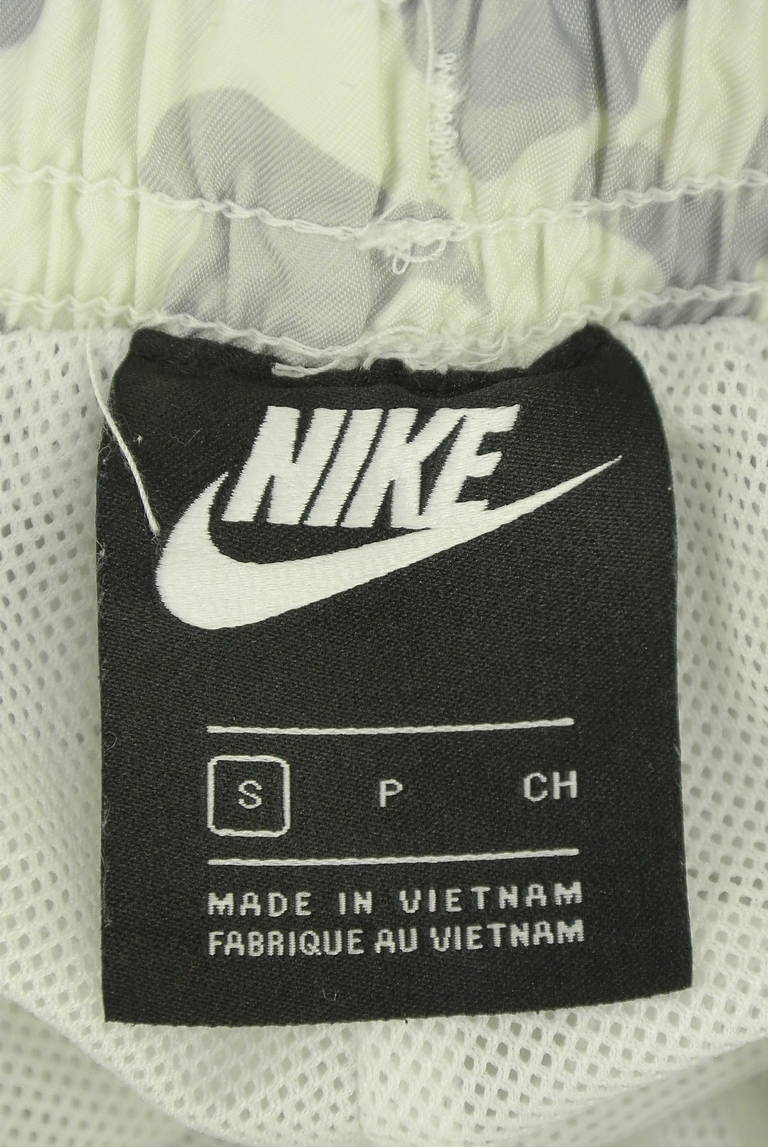 NIKE
S P CH
MADE IN VIETNAM
FABRIQUE AU VIETNAM